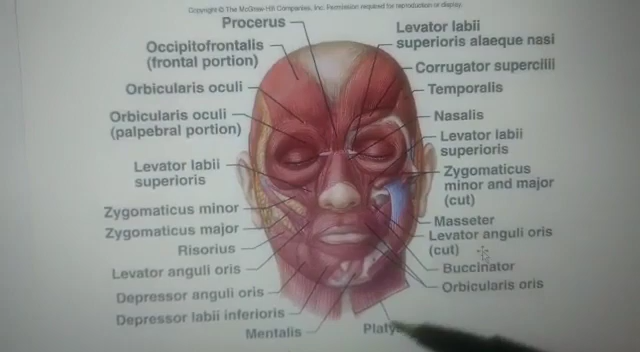 Copyright © The McGraw-Hill Companies, Inc. Permission required for reproduction or display.
Procerus
Occipitofrontalis
(frontal portion)
Orbicularis oculi
Orbicularis oculi
(palpebral portion)
Levator labii
superioris
Zygomaticus minor
Zygomaticus major
Risorius
Levator anguli oris
Depressor anguli oris
Depressor labii inferioris
Mentalis
Levator labii
superioris alaeque nasi
Corrugator supercilli
Temporalis
Nasalis
Levator labii
superioris
Zygomaticus
minor and major
(cut)
Masseter
Levator anguli oris
(cut)
Buccinator
Orbicularis oris